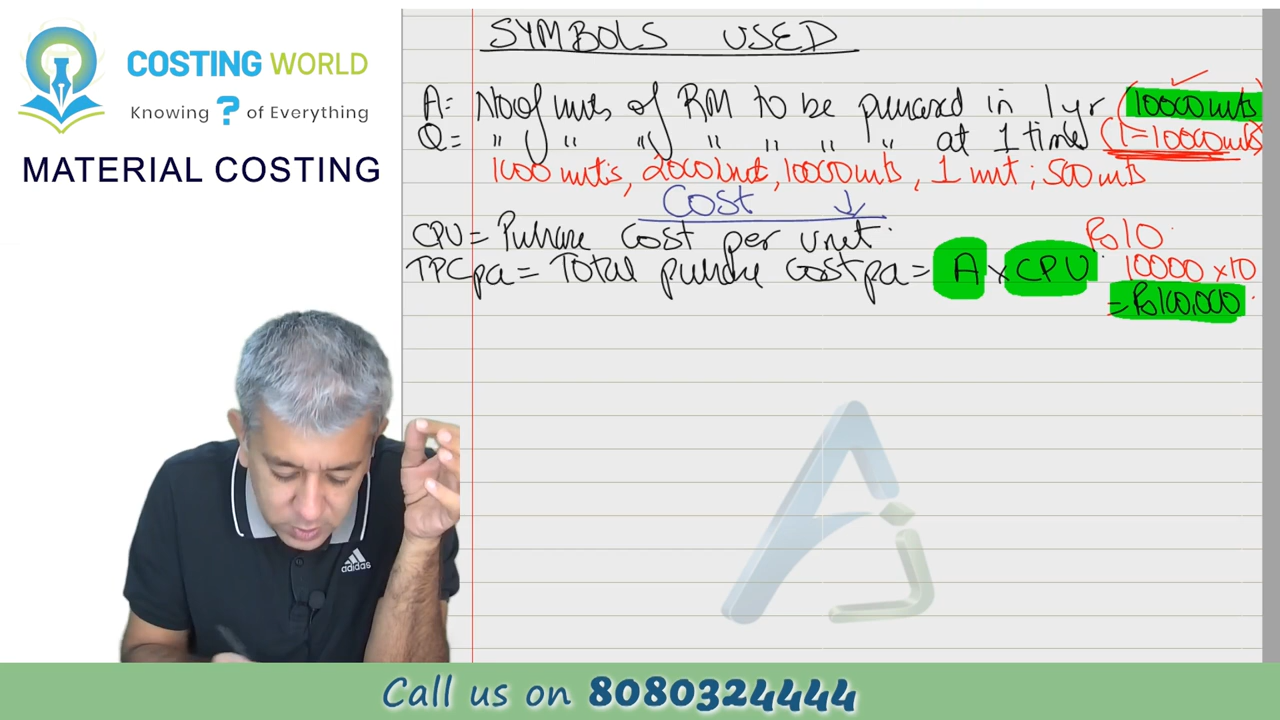 COSTING WORLD
Knowing ? of Everything
MATERIAL COSTING
SYMBOLS USED
A = No of units of RM to be purchased in 1 yr (10000 units
Q = " " " " " " " at 1 time (1-10000 units)
1000 units, 2000 unit, 10000 units, 1 unit, 500 units
Cost ↓
CPU = Purchase Cost per unit. Rs 10.
TPCpa = Total purchase cost pa = A x CPU. 10000 x 10
= Rs 100,000.
adidas
Call us on 8080324444